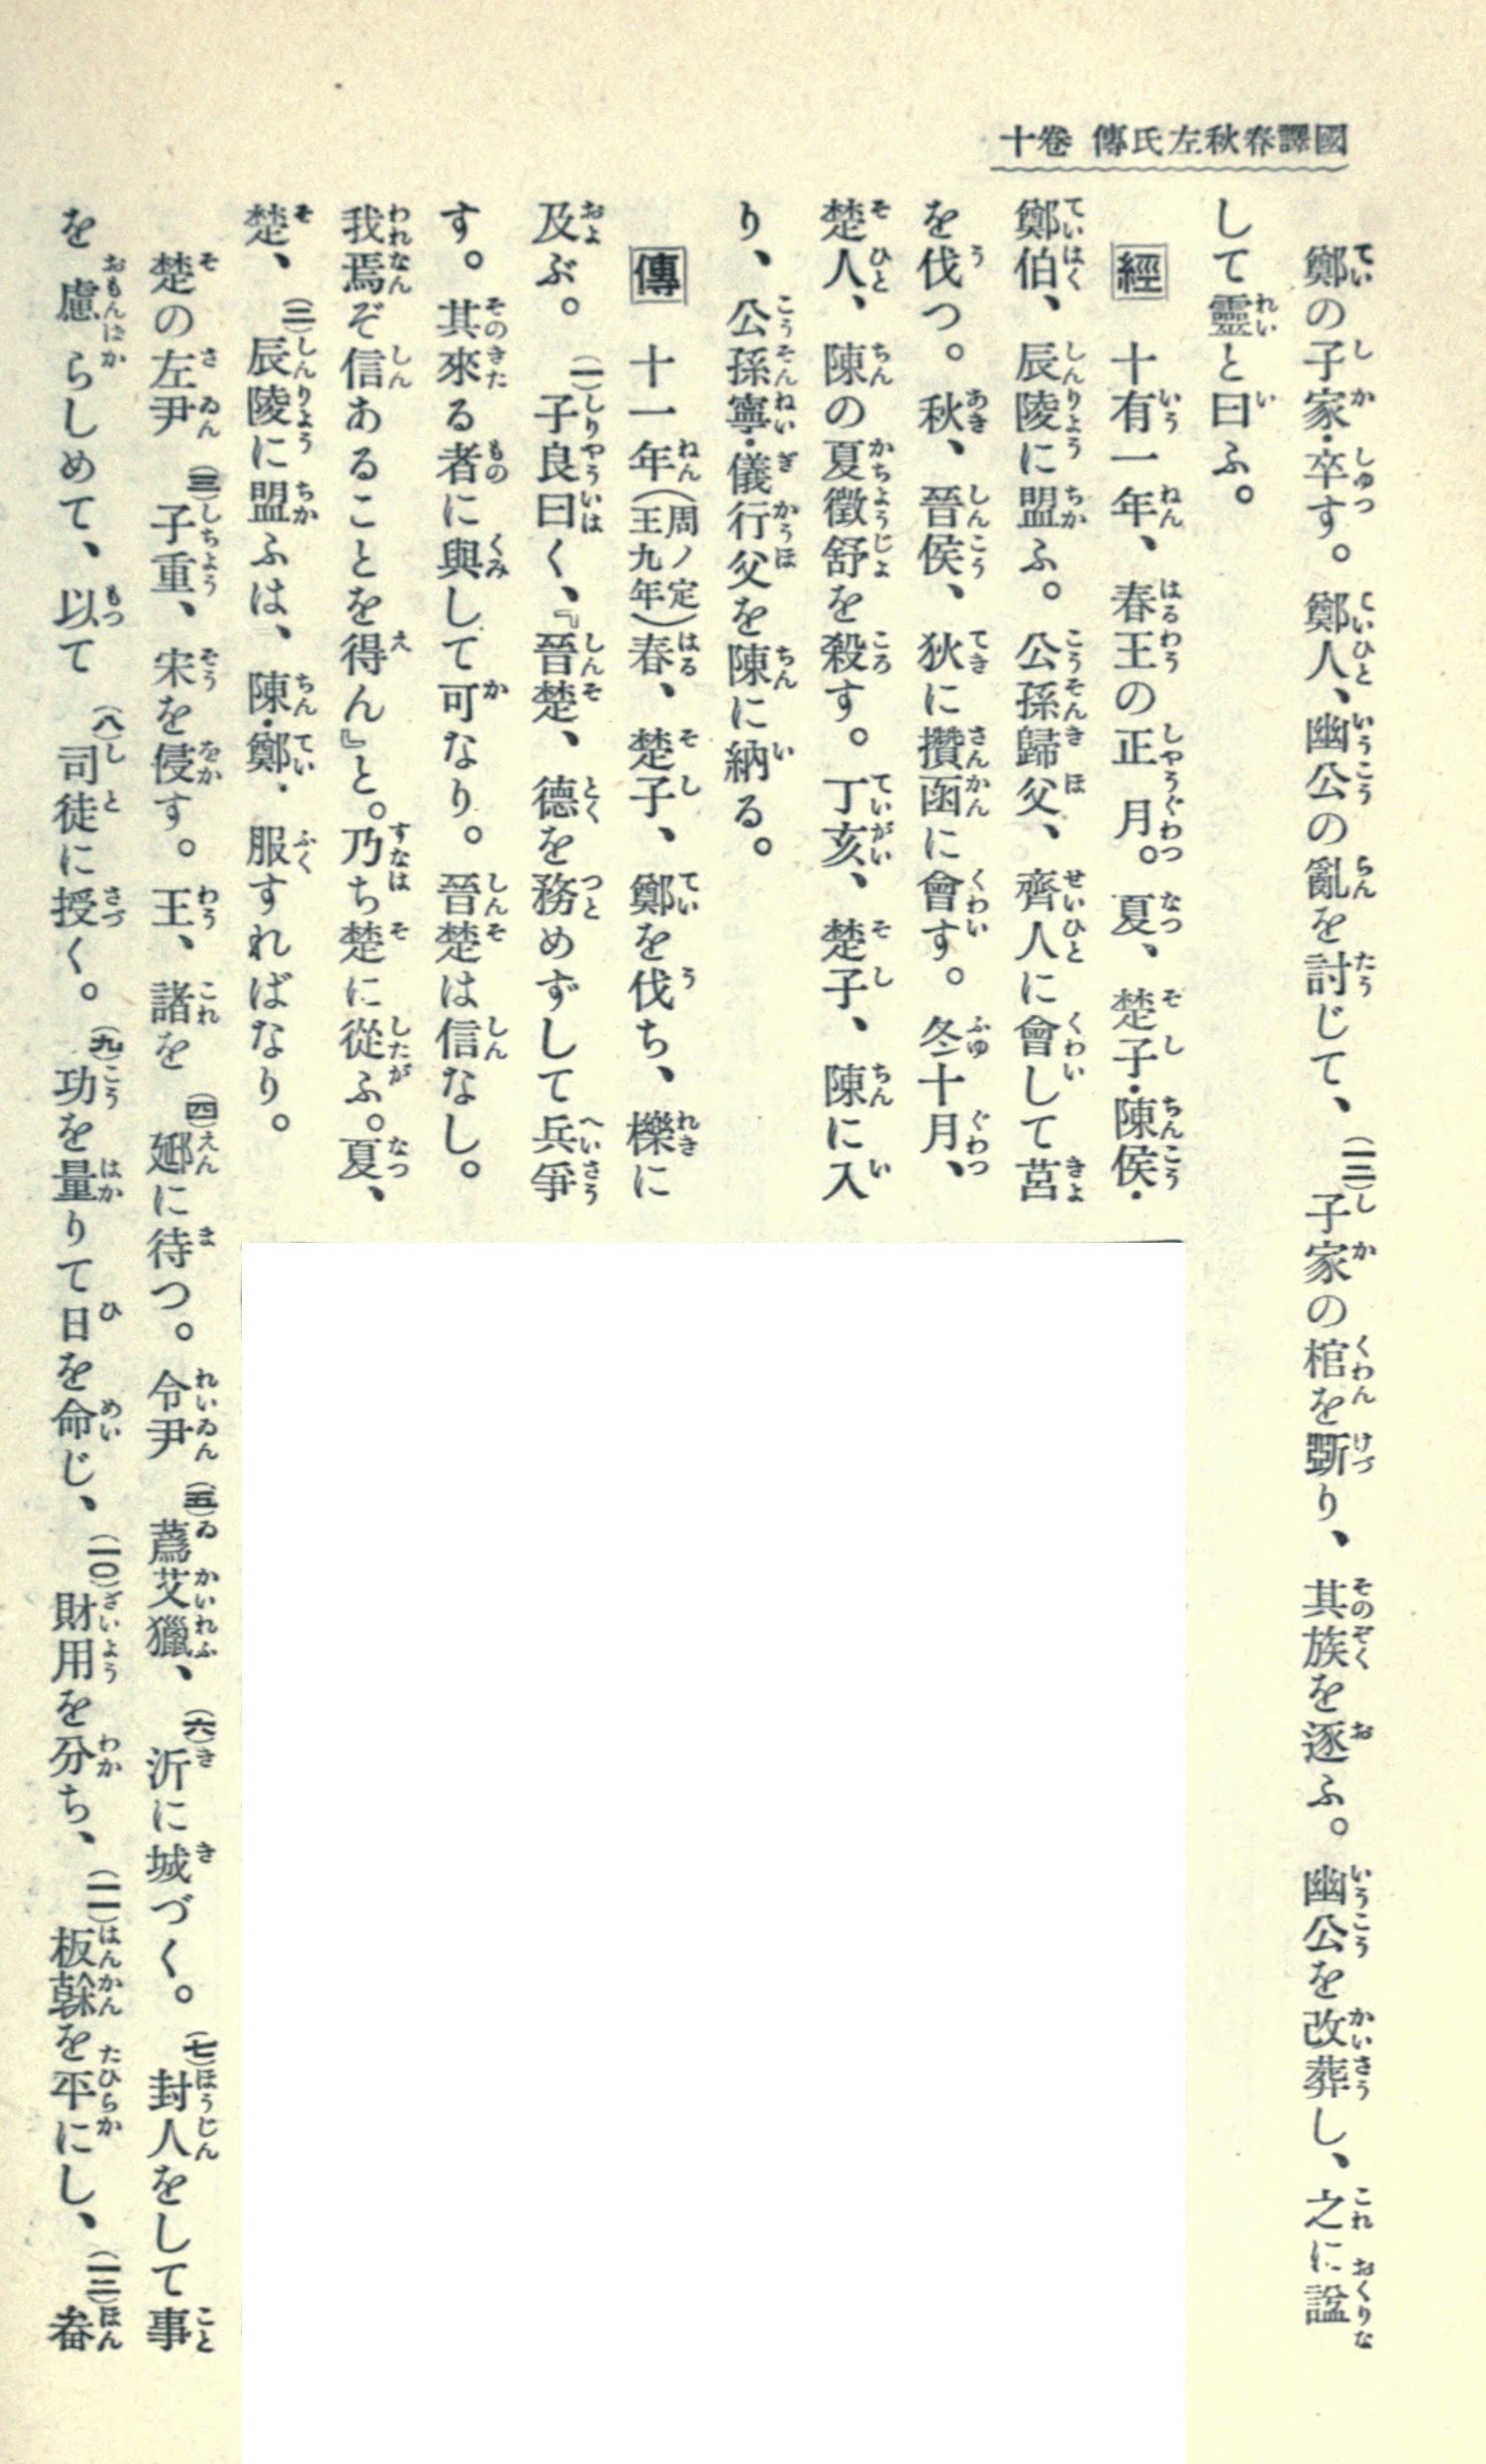 國譯春秋左氏傳 卷十
鄭の子家・卒す。鄭人、幽公の亂を討じて、(一二)子家の棺を斲り、其族を逐ふ。幽公を改葬し、之に諡
して靈と曰ふ。
經 十有一年、春王の正月。夏、楚子・陳侯・
鄭伯、辰陵に盟ふ。公孫歸父、齊人に會して莒
を伐つ。秋、晉侯、狄に攢函に會す。冬十月、
楚人、陳の夏徵舒を殺す。丁亥、楚子、陳に入
り、公孫寧・儀行父を陳に納る。
傳 十一年(周ノ定王九年)春、楚子、鄭を伐ち、櫟に
及ぶ。(一)子良曰く、『晉楚、德を務めずして兵爭
す。其來る者に與して可なり。晉楚は信なし。
我焉ぞ信あることを得ん』と。乃ち楚に從ふ。夏、
楚、(二)辰陵に盟ふは、陳・鄭・服すればなり。
楚の左尹(三)子重、宋を侵す。王、諸を(四)郔に待つ。令尹(五)蔿艾獵、(六)沂に城づく。(七)封人をして事
を慮らしめて、以て(八)司徒に授く。(九)功を量りて日を命じ、(一〇)財用を分ち、(一一)板榦を平にし、(一二)畚